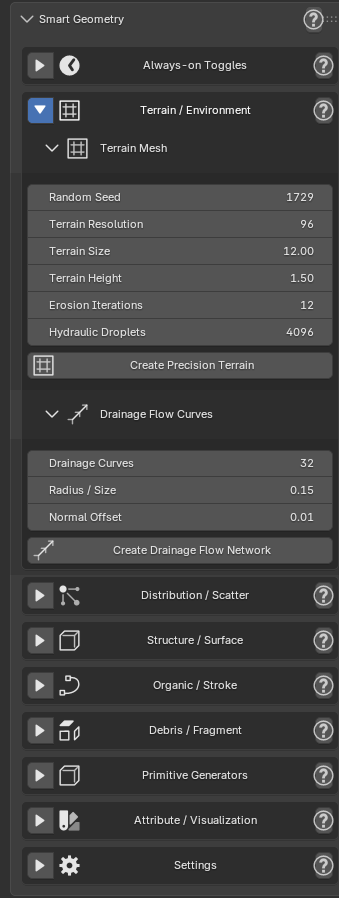 Smart Geometry
Always-on Toggles
Terrain / Environment
Terrain Mesh
Random Seed 1729
Terrain Resolution 96
Terrain Size 12.00
Terrain Height 1.50
Erosion Iterations 12
Hydraulic Droplets 4096
Create Precision Terrain
Drainage Flow Curves
Drainage Curves 32
Radius / Size 0.15
Normal Offset 0.01
Create Drainage Flow Network
Distribution / Scatter
Structure / Surface
Organic / Stroke
Debris / Fragment
Primitive Generators
Attribute / Visualization
Settings